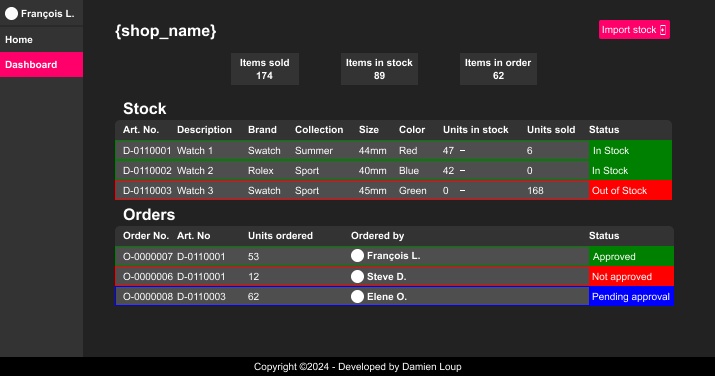 François L.
Home
Dashboard
{shop_name}
Import stock
Items sold
174
Items in stock
89
Items in order
62
Stock
Art. No. Description Brand Collection Size Color Units in stock Units sold Status
D-0110001 Watch 1 Swatch Summer 44mm Red 47 – 6 In Stock
D-0110002 Watch 2 Rolex Sport 40mm Blue 42 – 0 In Stock
D-0110003 Watch 3 Swatch Sport 45mm Green 0 – 168 Out of Stock
Orders
Order No. Art. No Units ordered Ordered by Status
O-0000007 D-0110001 53 François L. Approved
O-0000006 D-0110001 12 Steve D. Not approved
O-0000008 D-0110003 62 Elene O. Pending approval
Copyright ©2024 - Developed by Damien Loup